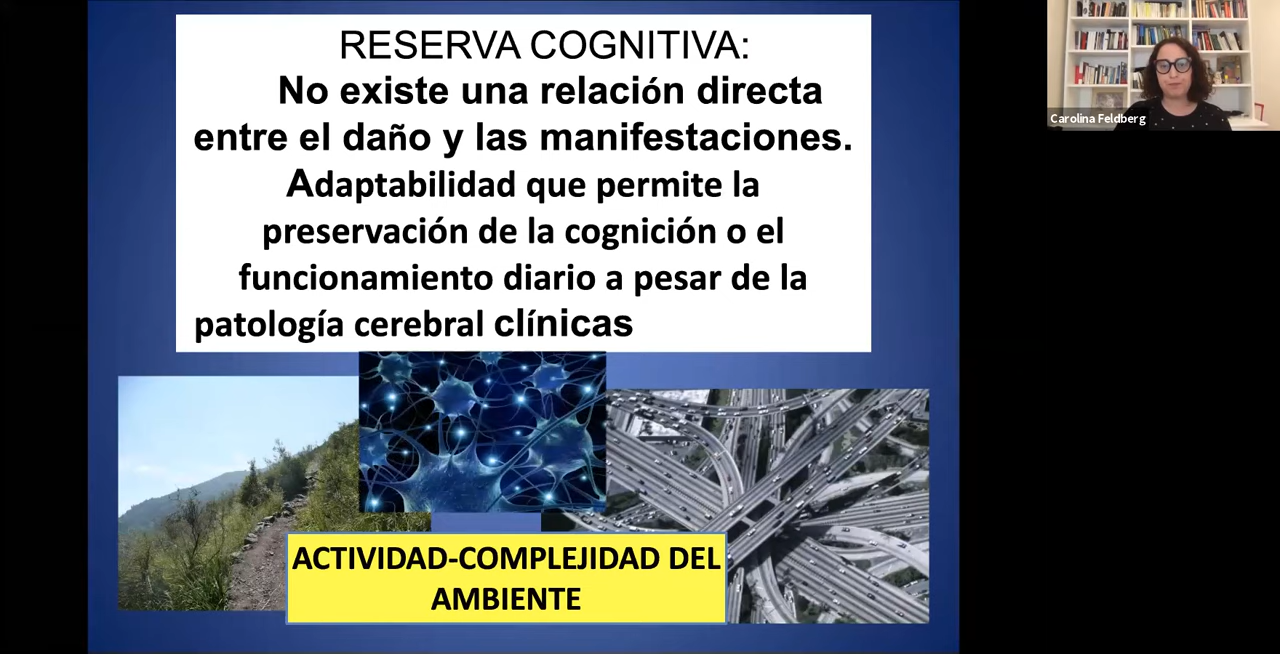 RESERVA COGNITIVA:
No existe una relación directa
entre el daño y las manifestaciones.
Adaptabilidad que permite la
preservación de la cognición o el
funcionamiento diario a pesar de la
patología cerebral clínicas
ACTIVIDAD-COMPLEJIDAD DEL
AMBIENTE
Carolina Feldberg